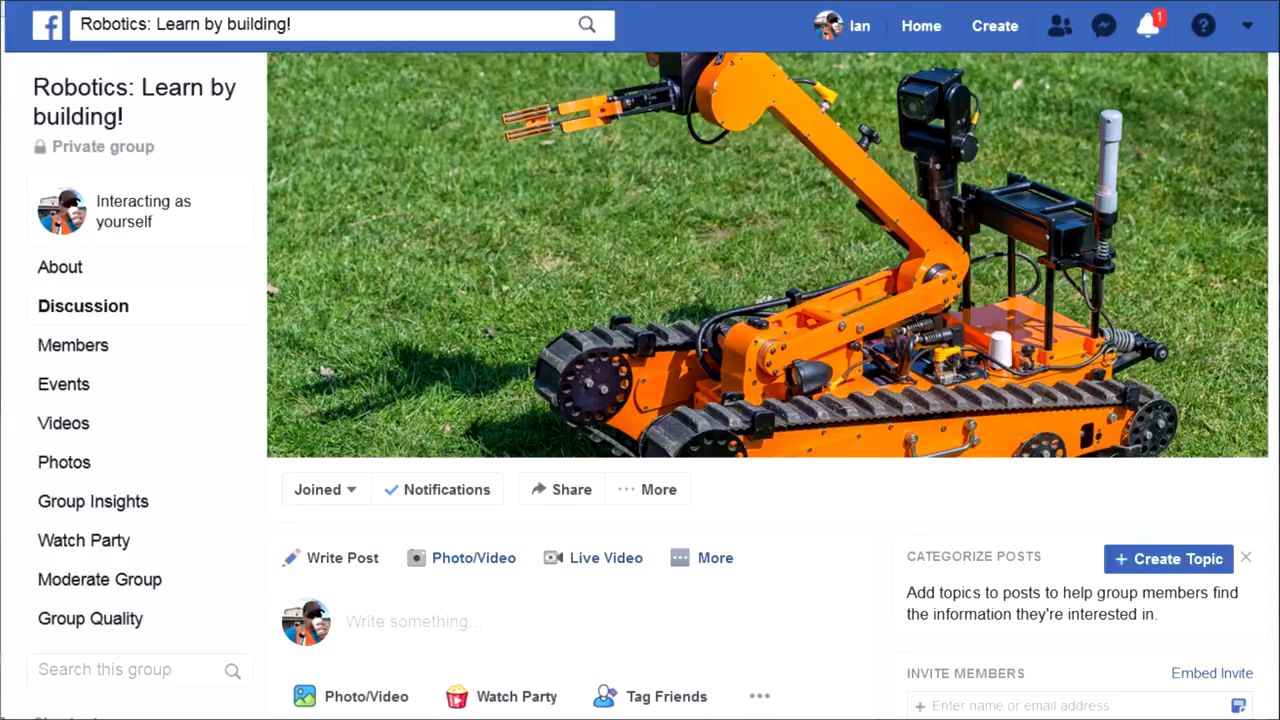 Robotics: Learn by building!
Ian
Home
Create
1
?
Robotics: Learn by
building!
Private group
Interacting as
yourself
About
Discussion
Members
Events
Videos
Photos
Group Insights
Watch Party
Moderate Group
Group Quality
Search this group
Joined
Notifications
Share
More
Write Post
Photo/Video
Live Video
More
Write something...
Photo/Video
Watch Party
Tag Friends
CATEGORIZE POSTS
+ Create Topic
Add topics to posts to help group members find
the information they're interested in.
INVITE MEMBERS
Embed Invite
+ Enter name or email address